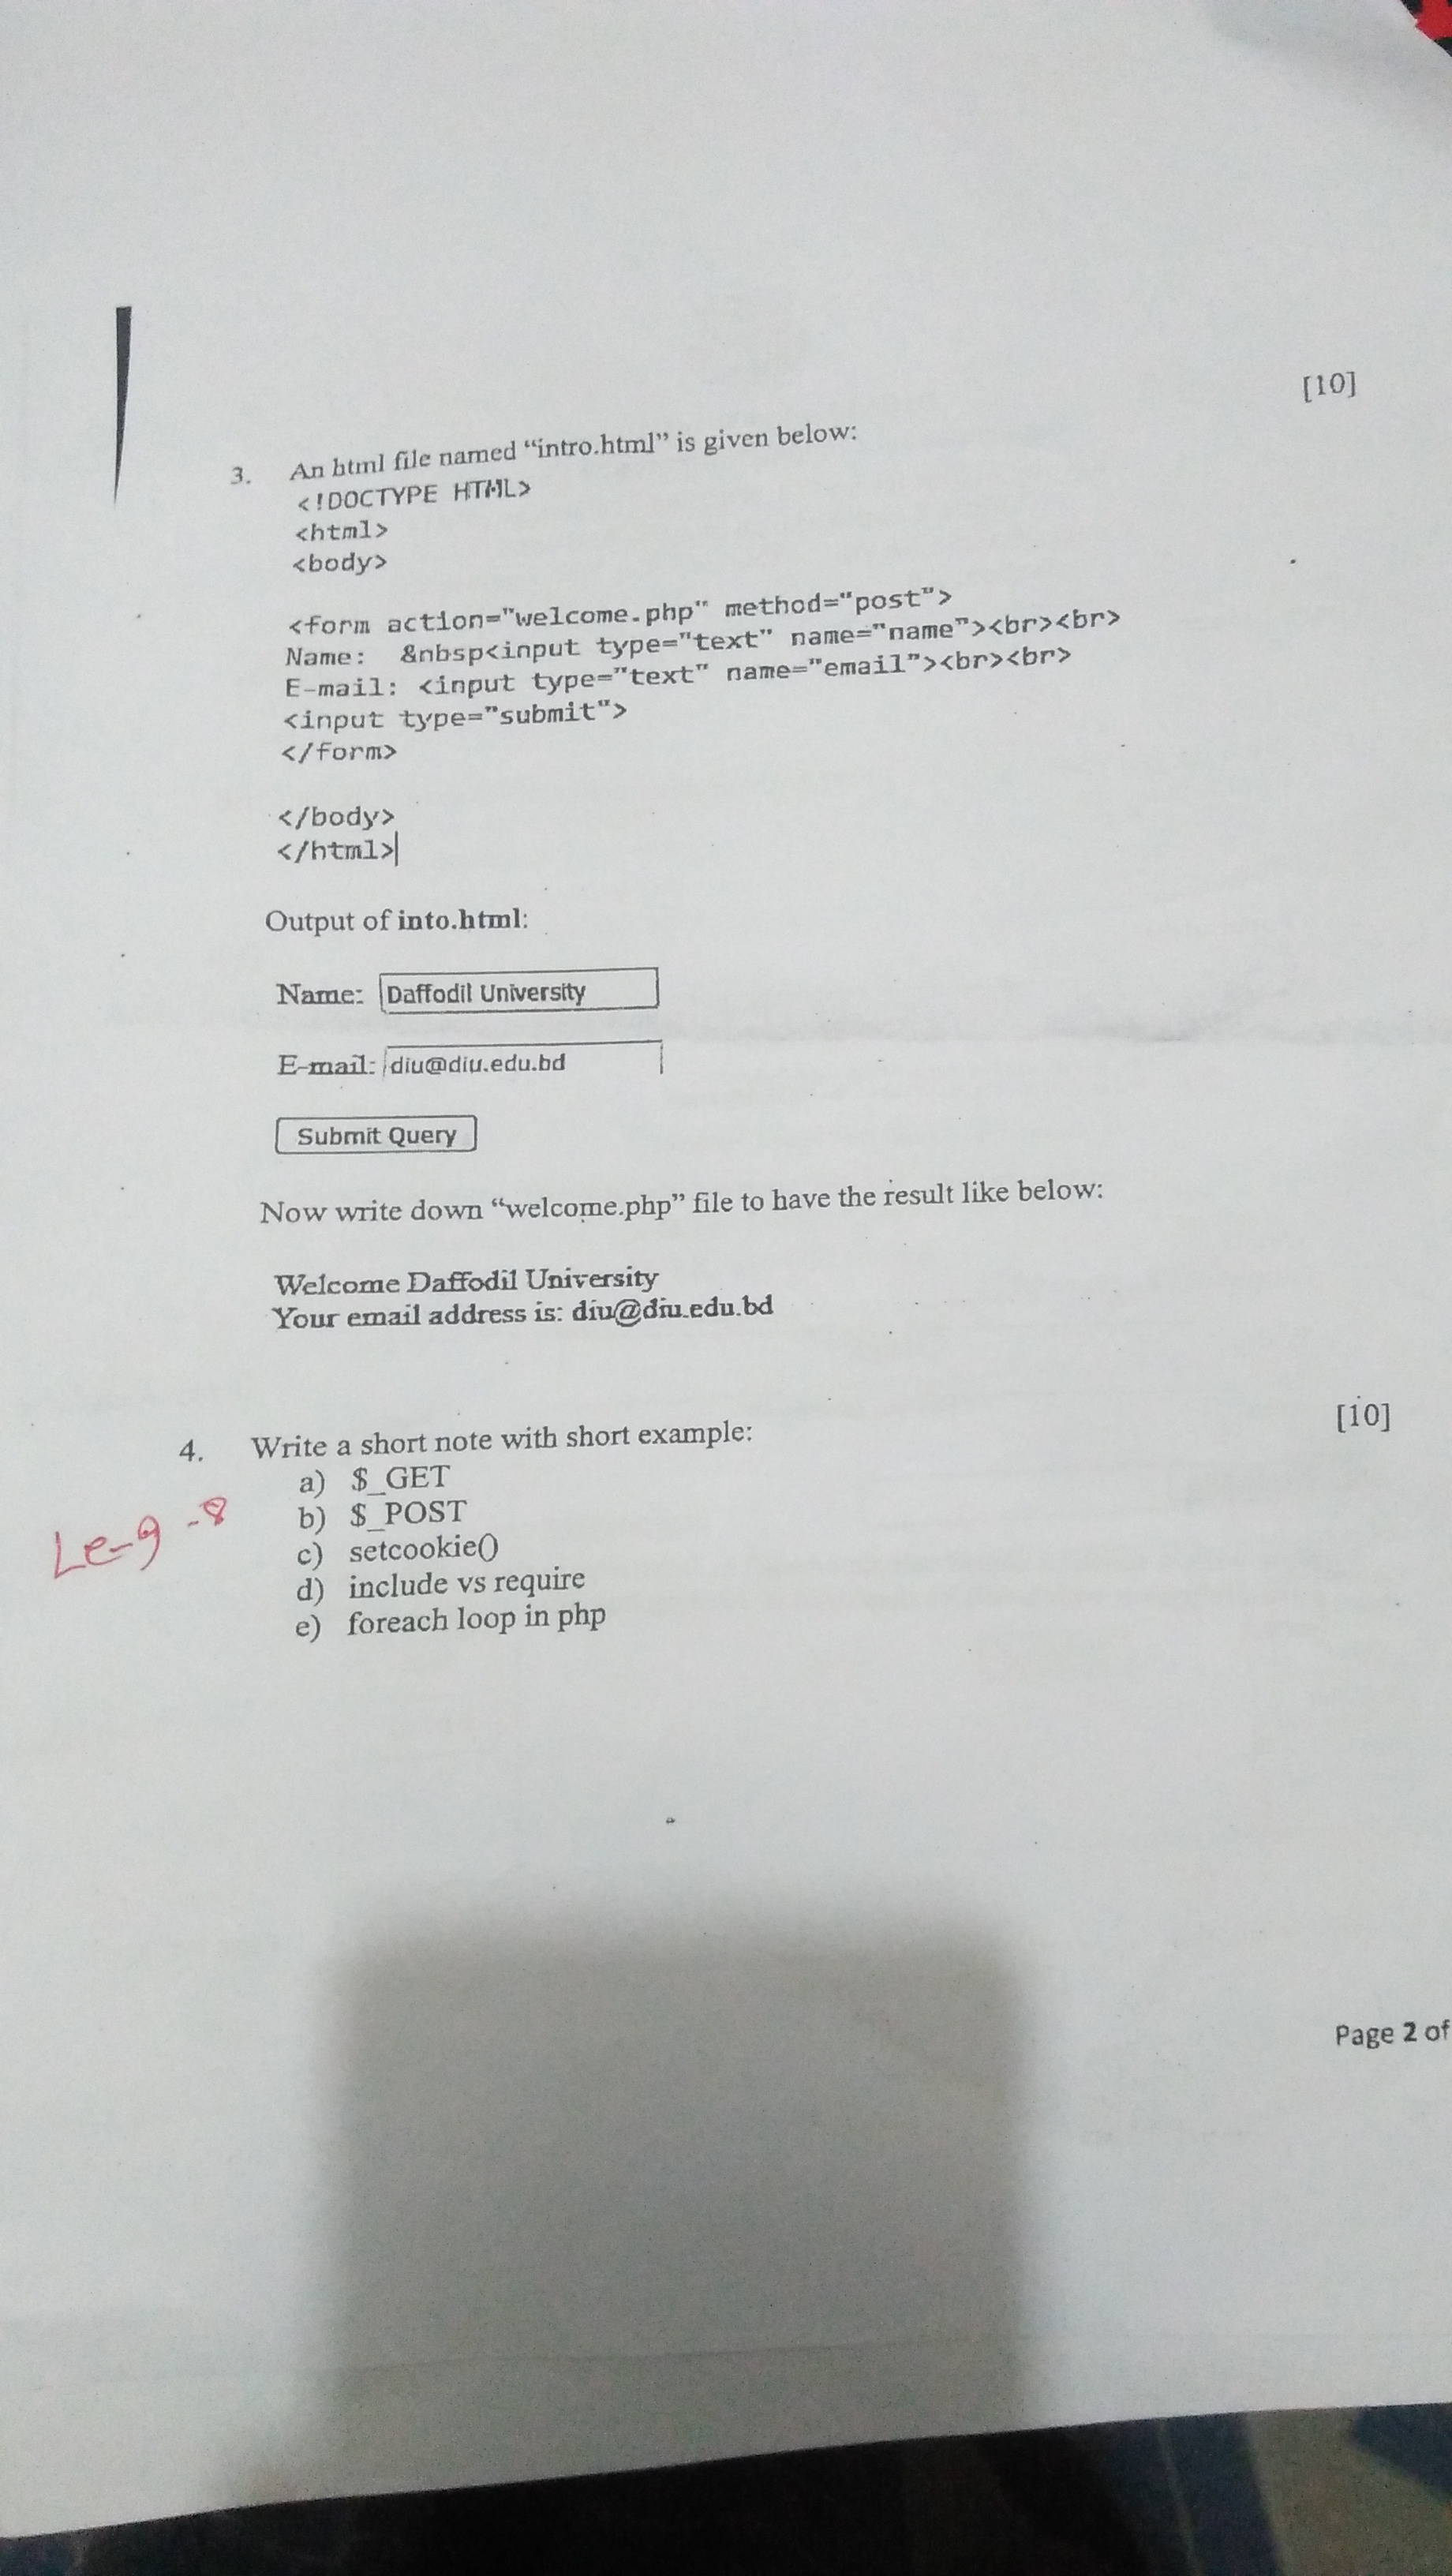 [10]
3. An html file named “intro.html” is given below:
<!DOCTYPE HTML>
<html>
<body>
<form action="welcome.php" method="post">
Name: &nbsp<input type="text" name="name"><br><br>
E-mail: <input type="text" name="email"><br><br>
<input type="submit">
</form>
</body>
</html>
Output of into.html:
Name: Daffodil University
E-mail: diu@diu.edu.bd
Submit Query
Now write down “welcome.php” file to have the result like below:
Welcome Daffodil University
Your email address is: diu@diu.edu.bd
4. Write a short note with short example: [10]
a) $_GET
b) $_POST
c) setcookie()
d) include vs require
e) foreach loop in php
Le-9 -8
Page 2 of